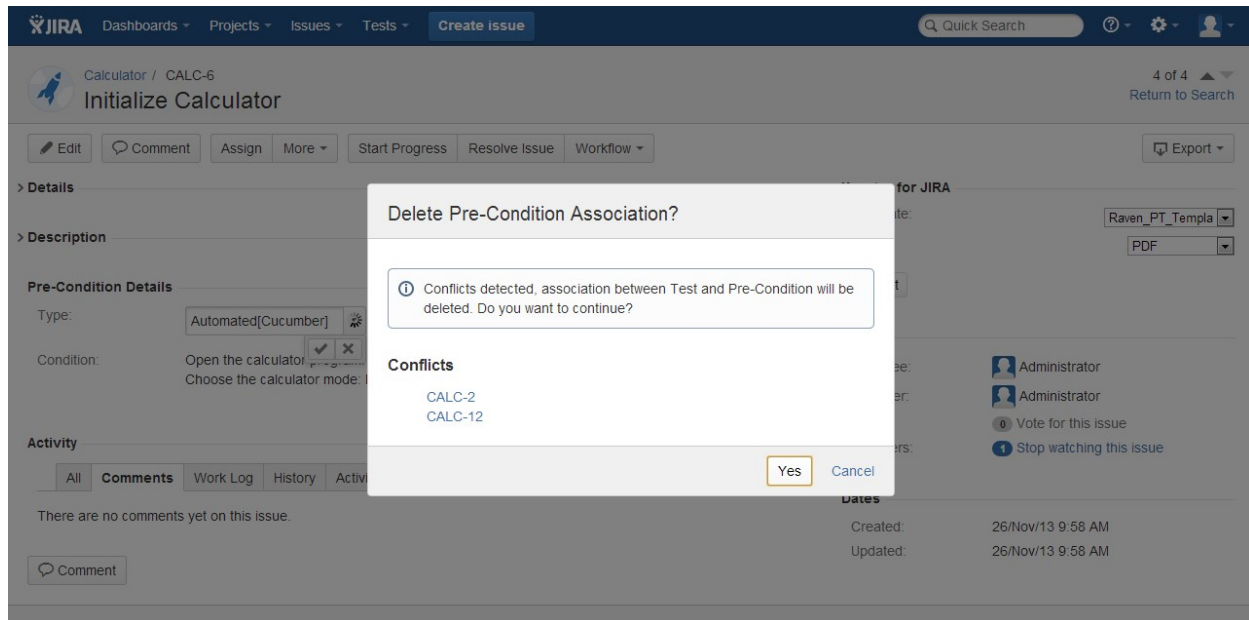 JIRA Dashboards Projects Issues Tests Create issue Quick Search
Calculator / CALC-6 4 of 4
Initialize Calculator Return to Search
Edit Comment Assign More Start Progress Resolve Issue Workflow Export
Details for JIRA
Delete Pre-Condition Association?
Raven_PT_Templa
Description PDF
Conflicts detected, association between Test and Pre-Condition will be
deleted. Do you want to continue?
Pre-Condition Details
Type: Automated[Cucumber]
Condition: Open the calculator
Choose the calculator mode:
Conflicts
CALC-2
CALC-12
Administrator
Administrator
0 Vote for this issue
1 Stop watching this issue
Activity
All Comments Work Log History
Yes Cancel
There are no comments yet on this issue.
Dates
Created: 26/Nov/13 9:58 AM
Updated: 26/Nov/13 9:58 AM
Comment